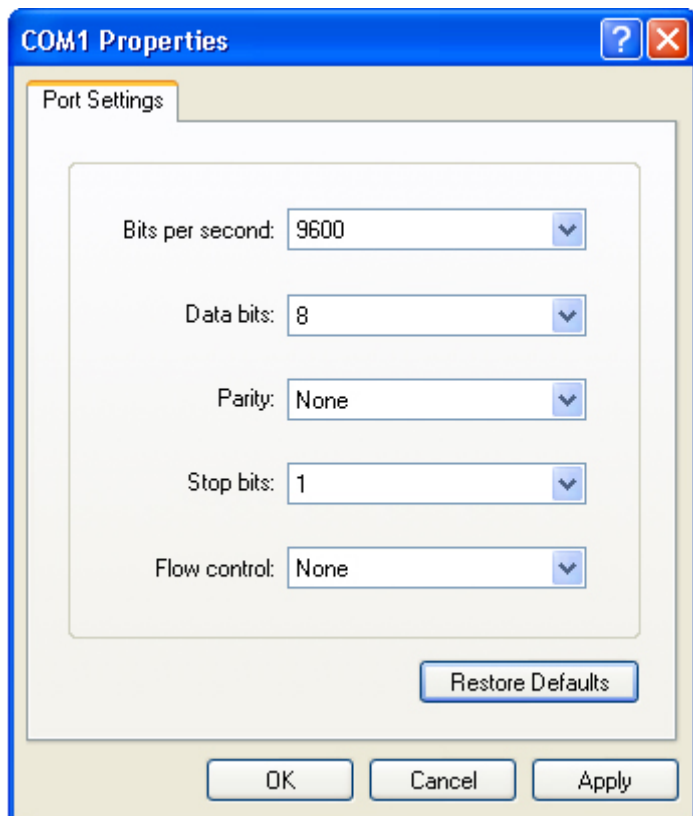 COM1 Properties
Port Settings
Bits per second: 9600
Data bits: 8
Parity: None
Stop bits: 1
Flow control: None
Restore Defaults
OK Cancel Apply